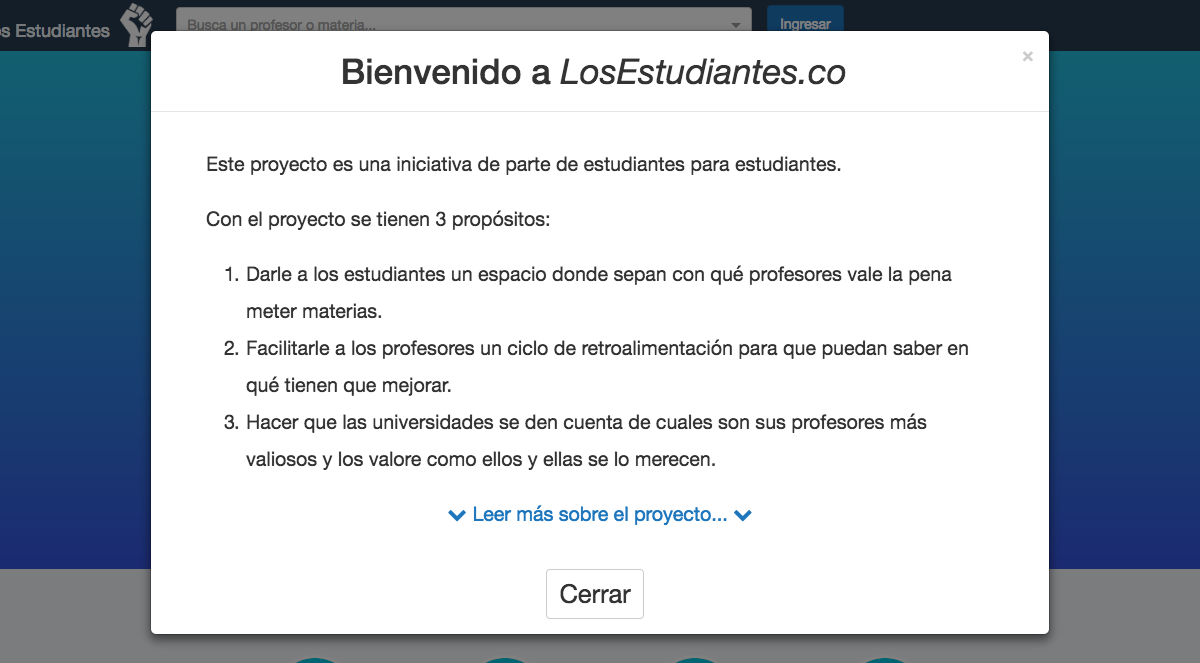 s Estudiantes
Busca un profesor o materia...
Ingresar
×
Bienvenido a LosEstudiantes.co
Este proyecto es una iniciativa de parte de estudiantes para estudiantes.
Con el proyecto se tienen 3 propósitos:
1. Darle a los estudiantes un espacio donde sepan con qué profesores vale la pena
meter materias.
2. Facilitarle a los profesores un ciclo de retroalimentación para que puedan saber en
qué tienen que mejorar.
3. Hacer que las universidades se den cuenta de cuales son sus profesores más
valiosos y los valore como ellos y ellas se lo merecen.
Leer más sobre el proyecto...
Cerrar